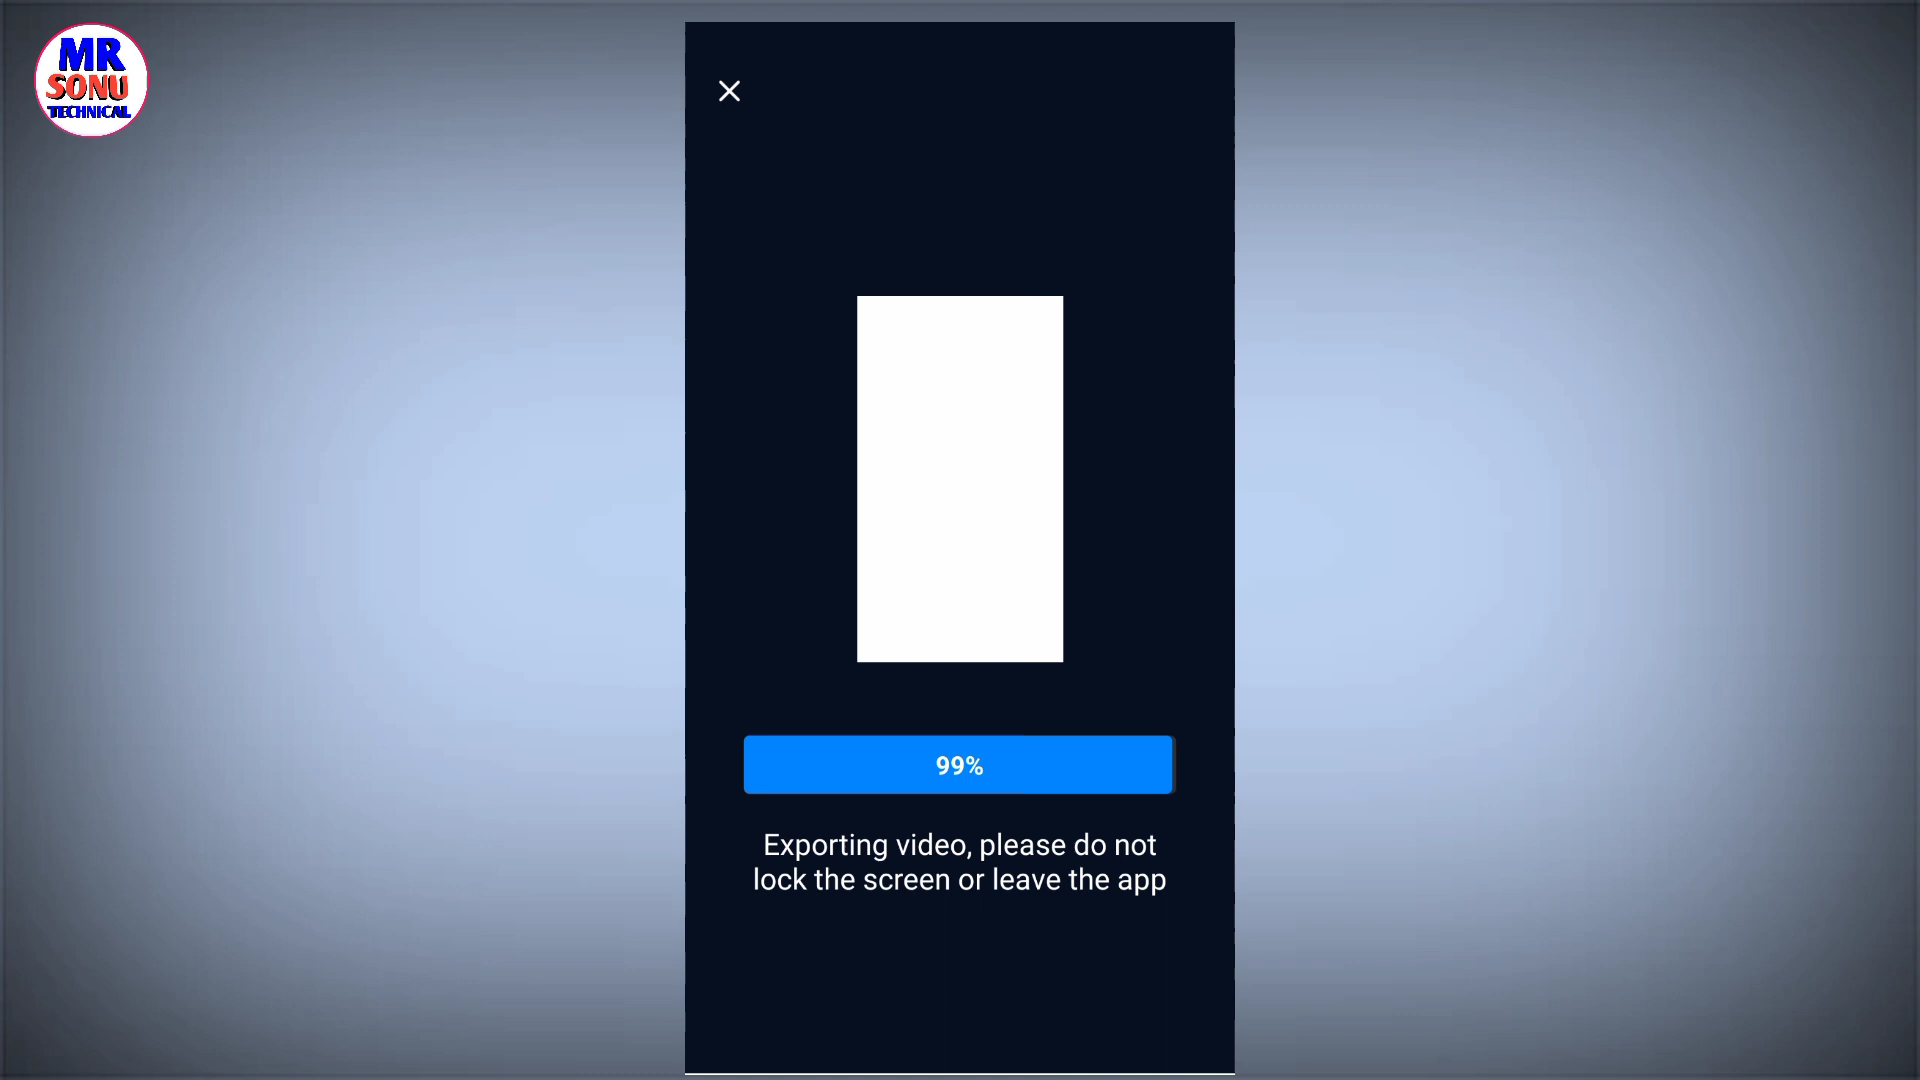 MR
SONU
TECHNICAL
99%
Exporting video, please do not
lock the screen or leave the app